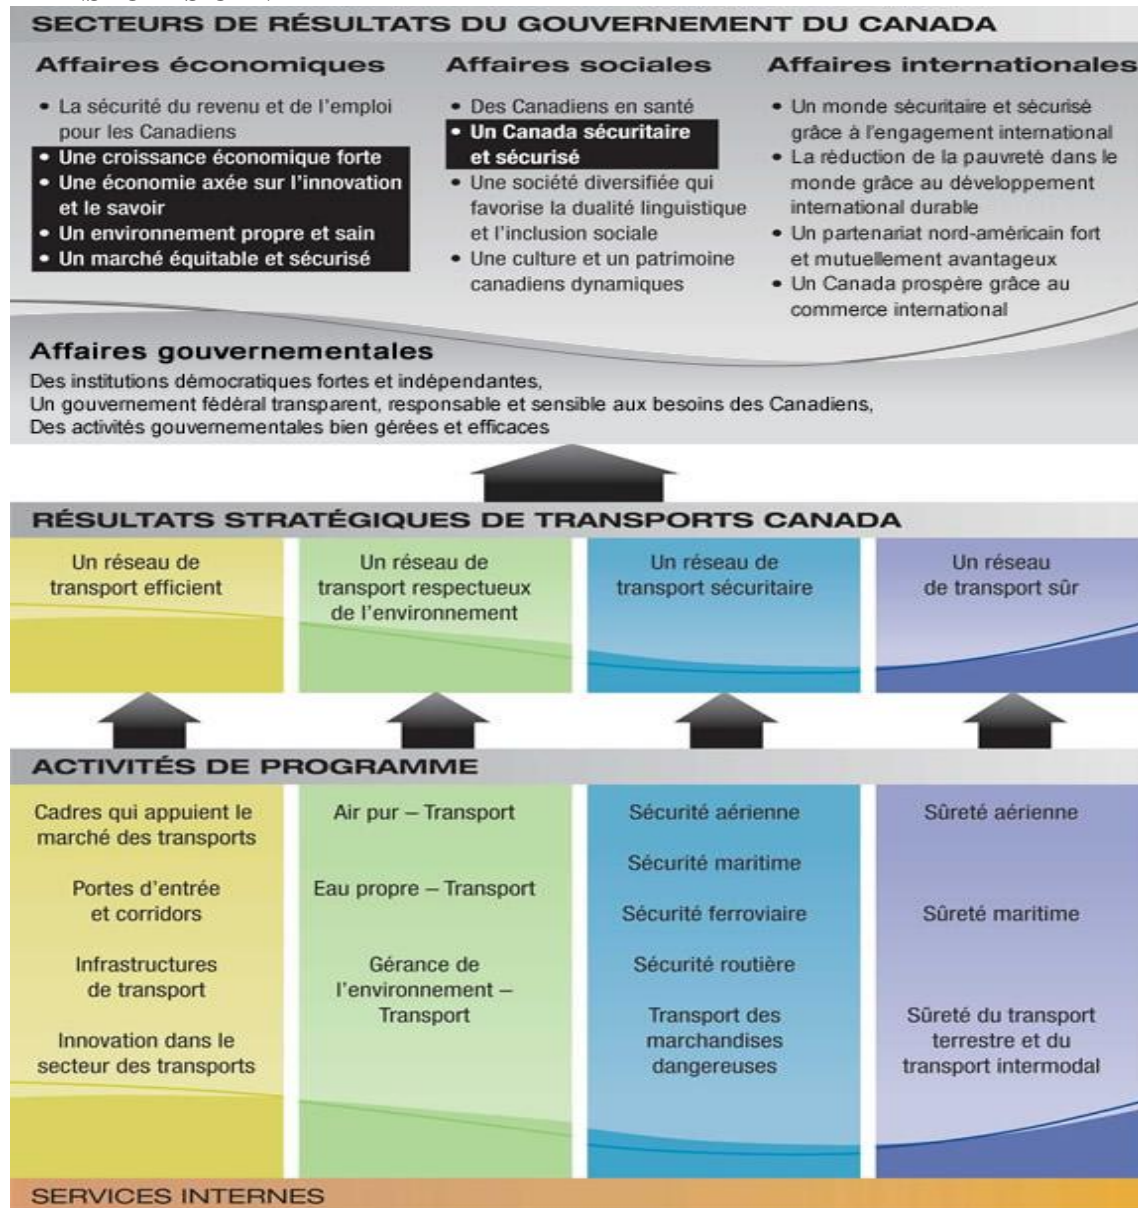 SECTEURS DE RÉSULTATS DU GOUVERNEMENT DU CANADA
Affaires économiques
• La sécurité du revenu et de l'emploi
pour les Canadiens
• Une croissance économique forte
• Une économie axée sur l'innovation
et le savoir
• Un environnement propre et sain
• Un marché équitable et sécurisé
Affaires sociales
• Des Canadiens en santé
• Un Canada sécuritaire
et sécurisé
• Une société diversifiée qui
favorise la dualité linguistique
et l'inclusion sociale
• Une culture et un patrimoine
canadiens dynamiques
Affaires internationales
• Un monde sécuritaire et sécurisé
grâce à l'engagement international
• La réduction de la pauvreté dans le
monde grâce au développement
international durable
• Un partenariat nord-américain fort
et mutuellement avantageux
• Un Canada prospère grâce au
commerce international
Affaires gouvernementales
Des institutions démocratiques fortes et indépendantes,
Un gouvernement fédéral transparent, responsable et sensible aux besoins des Canadiens,
Des activités gouvernementales bien gérées et efficaces
RÉSULTATS STRATÉGIQUES DE TRANSPORTS CANADA
Un réseau de
transport efficient
Un réseau de
transport respectueux
de l'environnement
Un réseau de
transport sécuritaire
Un réseau
de transport sûr
ACTIVITÉS DE PROGRAMME
Cadres qui appuient le
marché des transports
Portes d'entrée
et corridors
Infrastructures
de transport
Innovation dans le
secteur des transports
Air pur – Transport
Eau propre – Transport
Gérance de
l'environnement –
Transport
Sécurité aérienne
Sécurité maritime
Sécurité ferroviaire
Sécurité routière
Transport des
marchandises
dangereuses
Sûreté aérienne
Sûreté maritime
Sûreté du transport
terrestre et du
transport intermodal
SERVICES INTERNES